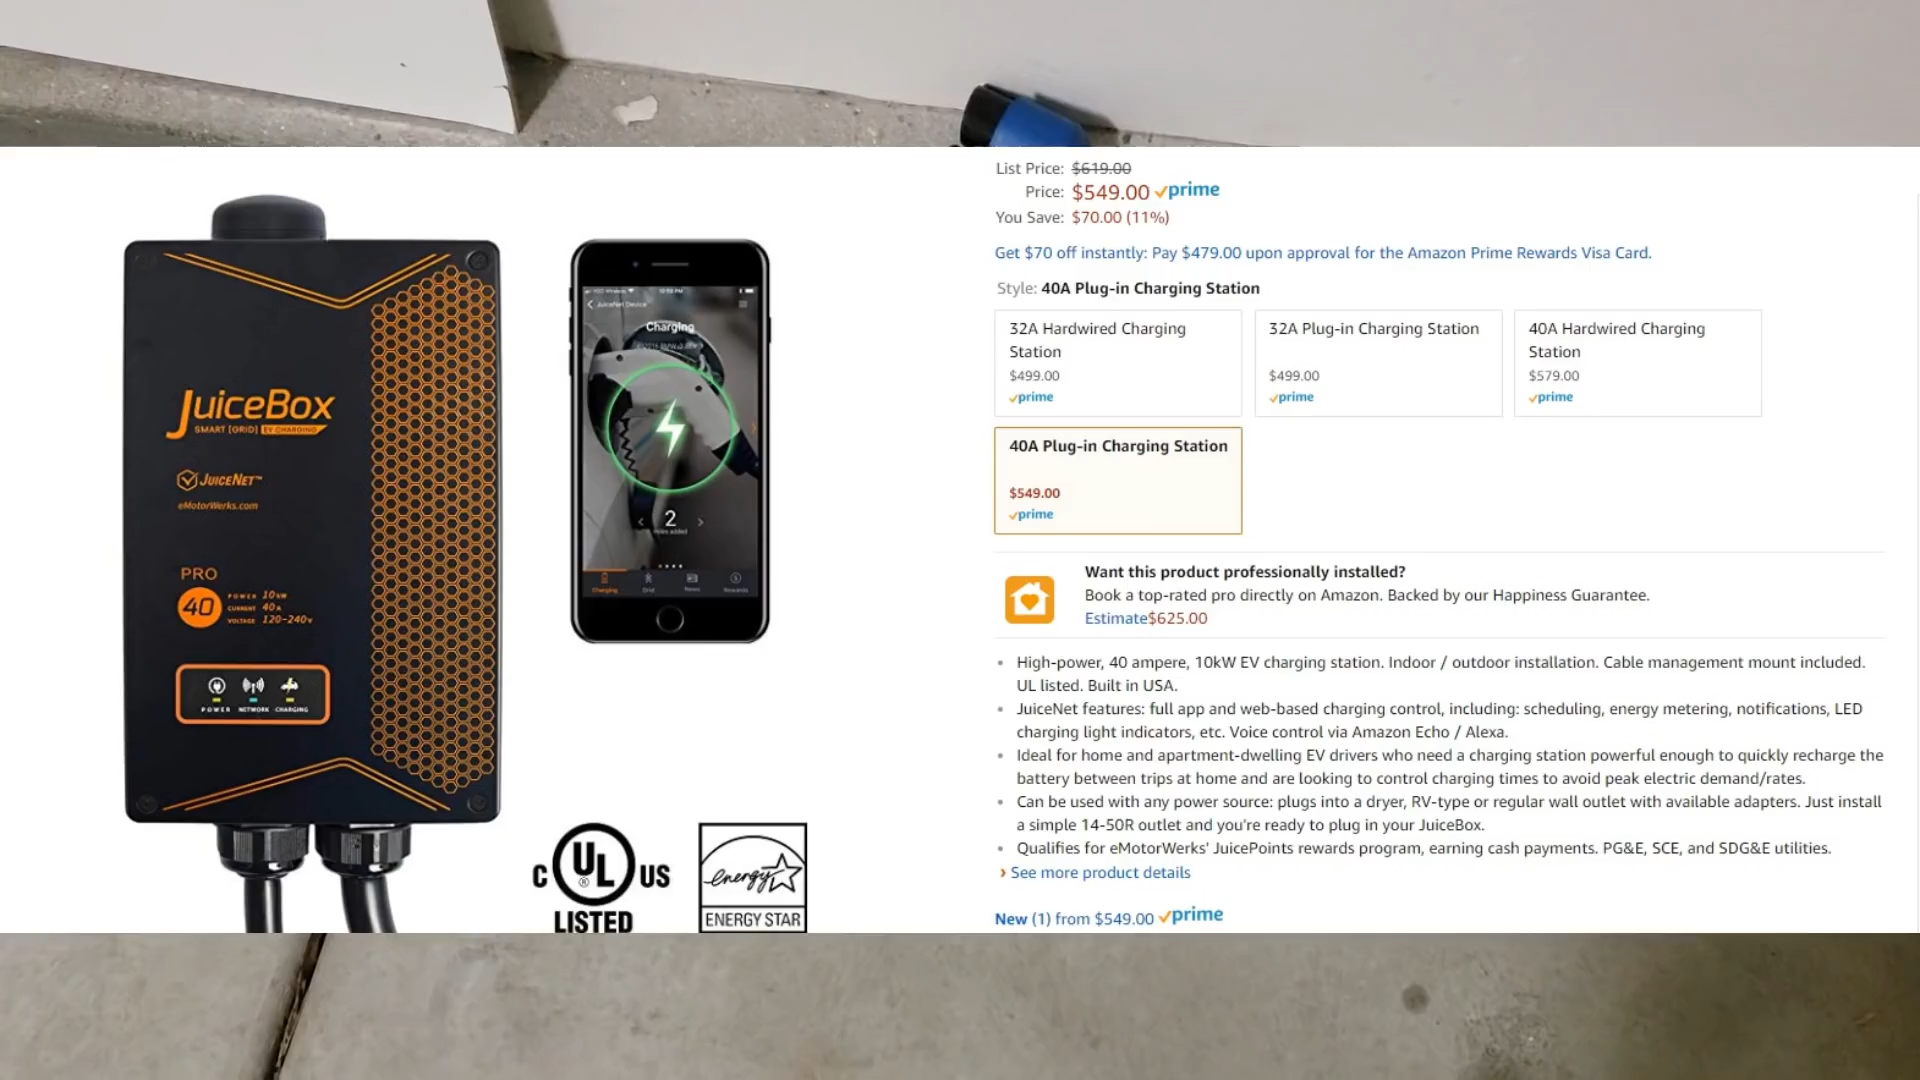 JUICEBOX
SMART [GRID] EV CHARGING
JUICENET™
eMotorWerks.com
PRO
40
POWER 10kW
CURRENT 40A
VOLTAGE 120-240V
POWER NETWORK CHARGING
12:50 PM
JuiceNet Device
Charging
2
miles added
Charging Grid News Rewards
C UL US
®
LISTED
energy
ENERGY STAR
List Price: $619.00
Price: $549.00 prime
You Save: $70.00 (11%)
Get $70 off instantly: Pay $479.00 upon approval for the Amazon Prime Rewards Visa Card.
Style: 40A Plug-in Charging Station
32A Hardwired Charging
Station
$499.00
prime
32A Plug-in Charging Station
$499.00
prime
40A Hardwired Charging
Station
$579.00
prime
40A Plug-in Charging Station
$549.00
prime
Want this product professionally installed?
Book a top-rated pro directly on Amazon. Backed by our Happiness Guarantee.
Estimate$625.00
High-power, 40 ampere, 10kW EV charging station. Indoor / outdoor installation. Cable management mount included.
UL listed. Built in USA.
JuiceNet features: full app and web-based charging control, including: scheduling, energy metering, notifications, LED
charging light indicators, etc. Voice control via Amazon Echo / Alexa.
Ideal for home and apartment-dwelling EV drivers who need a charging station powerful enough to quickly recharge the
battery between trips at home and are looking to control charging times to avoid peak electric demand/rates.
Can be used with any power source: plugs into a dryer, RV-type or regular wall outlet with available adapters. Just install
a simple 14-50R outlet and you're ready to plug in your JuiceBox.
Qualifies for eMotorWerks' JuicePoints rewards program, earning cash payments. PG&E, SCE, and SDG&E utilities.
› See more product details
New (1) from $549.00 prime